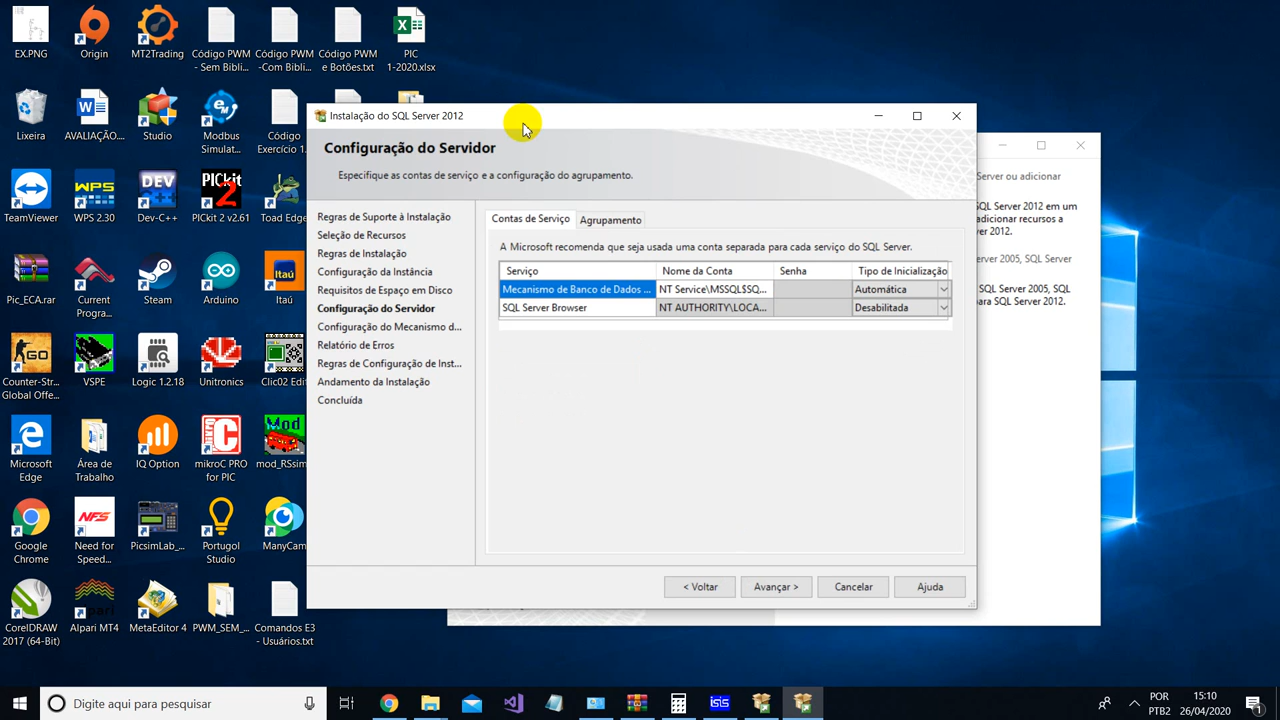 EX.PNG
Origin
MT2Trading
Código PWM
- Sem Bibli...
Código PWM
-Com Bibli...
Código PWM
e Botões.txt
PIC
1-2020.xlsx
Lixeira
AVALIAÇÃO...
Studio
Modbus
Simulat...
Código
Exercício 1.
TeamViewer
WPS 2.30
Dev-C++
PICkit 2 v2.61
Toad Edge
Pic_ECA.rar
Current
Progra...
Steam
Arduino
Itaú
Counter-Str...
Global Offe...
VSPE
Logic 1.2.18
Unitronics
Clic02 Edi
Microsoft
Edge
Área de
Trabalho
IQ Option
mikroC PRO
for PIC
mod_RSsim
Google
Chrome
Need for
Speed...
PicsimLab_...
Portugol
Studio
ManyCam
CorelDRAW
2017 (64-Bit)
Alpari MT4
MetaEditor 4
PWM_SEM_...
Comandos E3
- Usuários.txt
Instalação do SQL Server 2012
Configuração do Servidor
Especifique as contas de serviço e a configuração do agrupamento.
Regras de Suporte à Instalação
Seleção de Recursos
Regras de Instalação
Configuração da Instância
Requisitos de Espaço em Disco
Configuração do Servidor
Configuração do Mecanismo d...
Relatório de Erros
Regras de Configuração de Inst...
Andamento da Instalação
Concluída
Contas de Serviço
Agrupamento
A Microsoft recomenda que seja usada uma conta separada para cada serviço do SQL Server.
Serviço Nome da Conta Senha Tipo de Inicialização
Mecanismo de Banco de Dados ... NT Service\MSSQL$SQ... Automática
SQL Server Browser NT AUTHORITY\LOCA... Desabilitada
< Voltar
Avançar >
Cancelar
Ajuda
Server ou adicionar
SQL Server 2012 em um
adicionar recursos a
ver 2012.
erver 2005, SQL Server
SQL Server 2005, SQL
para SQL Server 2012.
Digite aqui para pesquisar
POR
PTB2
15:10
26/04/2020